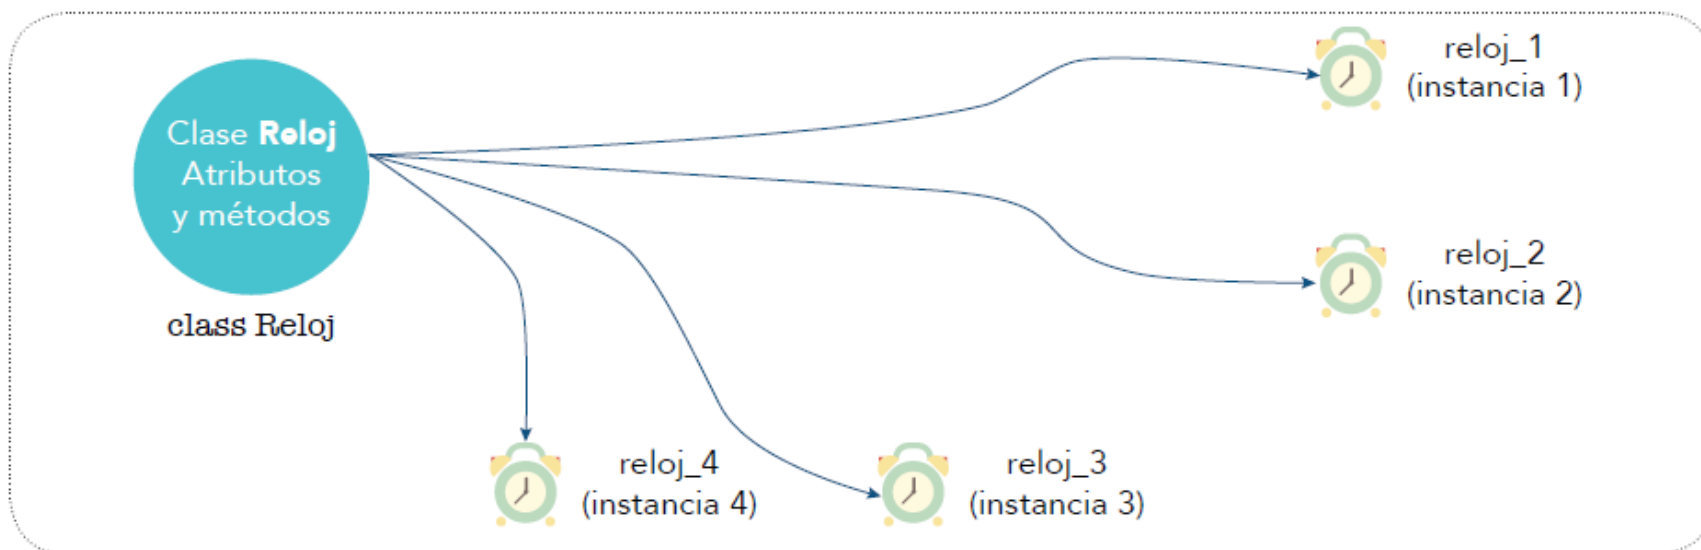 Clase Reloj
Atributos
y métodos
class Reloj
reloj_1
(instancia 1)
reloj_2
(instancia 2)
reloj_4
(instancia 4)
reloj_3
(instancia 3)